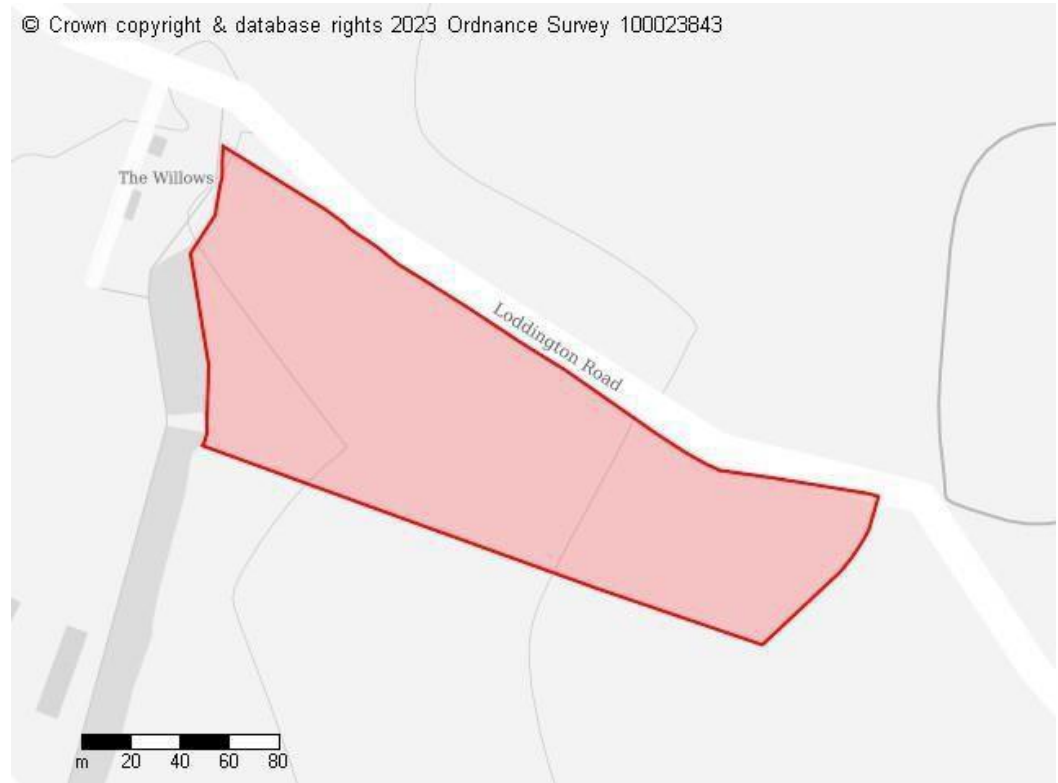 © Crown copyright & database rights 2023 Ordnance Survey 100023843
The Willows
Loddington Road
m 20 40 60 80